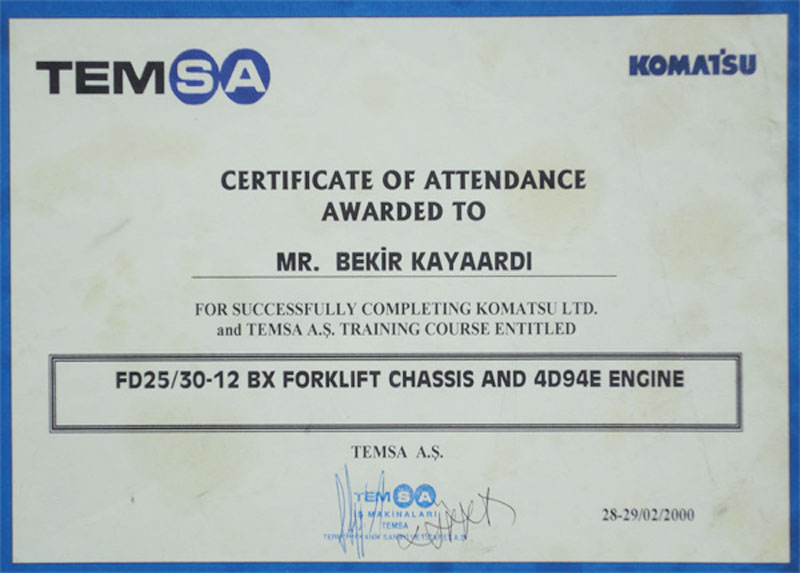 TEMSA
KOMATSU
CERTIFICATE OF ATTENDANCE
AWARDED TO
MR. BEKİR KAYAARDI
FOR SUCCESSFULLY COMPLETING KOMATSU LTD.
and TEMSA A.Ş. TRAINING COURSE ENTITLED
FD25/30-12 BX FORKLIFT CHASSIS AND 4D94E ENGINE
TEMSA A.Ş.
TEMSA
İŞ MAKİNALARI
TEMSA
28-29/02/2000